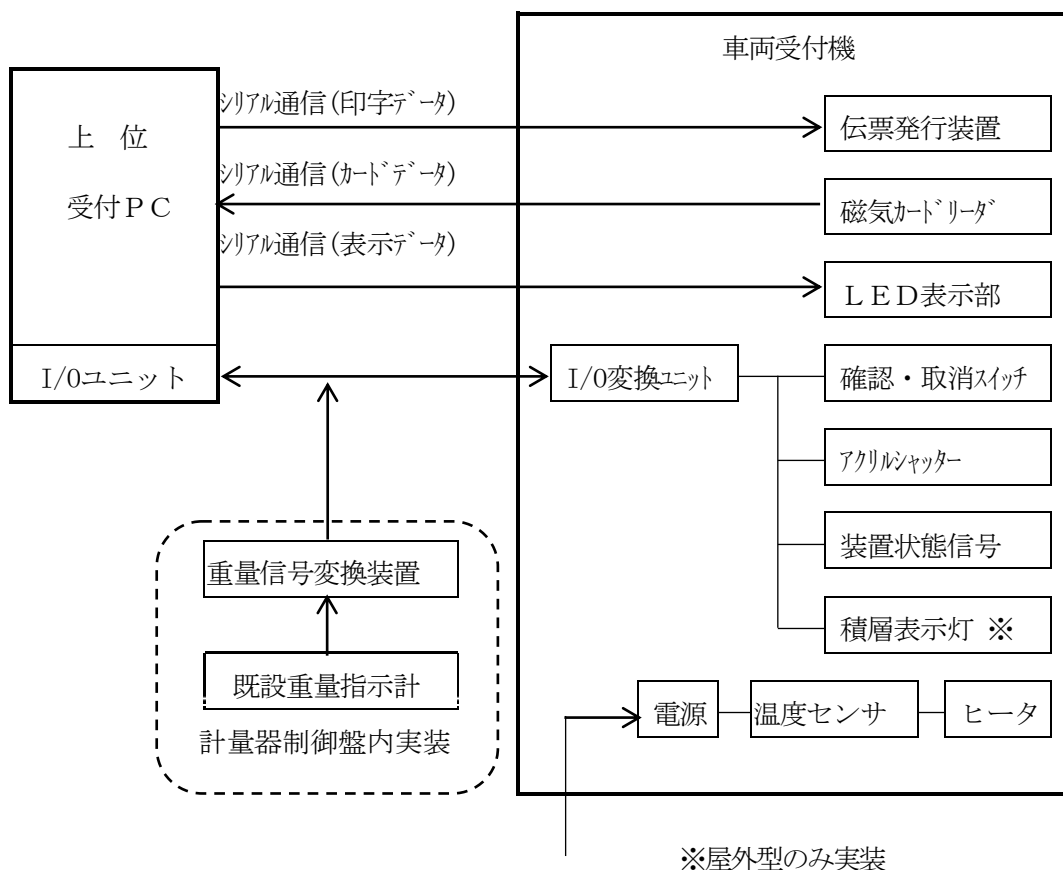 車両受付機
上　位
受付ＰＣ
I/Oユニット
ｼﾘｱﾙ通信(印字ﾃﾞｰﾀ)
ｼﾘｱﾙ通信(ｶｰﾄﾞﾃﾞｰﾀ)
ｼﾘｱﾙ通信(表示ﾃﾞｰﾀ)
伝票発行装置
磁気ｶｰﾄﾞﾘｰﾀﾞ
ＬＥＤ表示部
I/O変換ﾕﾆｯﾄ
確認・取消ｽｲｯﾁ
ｱｸﾘﾙｼｬｯﾀｰ
装置状態信号
積層表示灯 ※
重量信号変換装置
既設重量指示計
計量器制御盤内実装
電源
温度センサ
ヒータ
※屋外型のみ実装